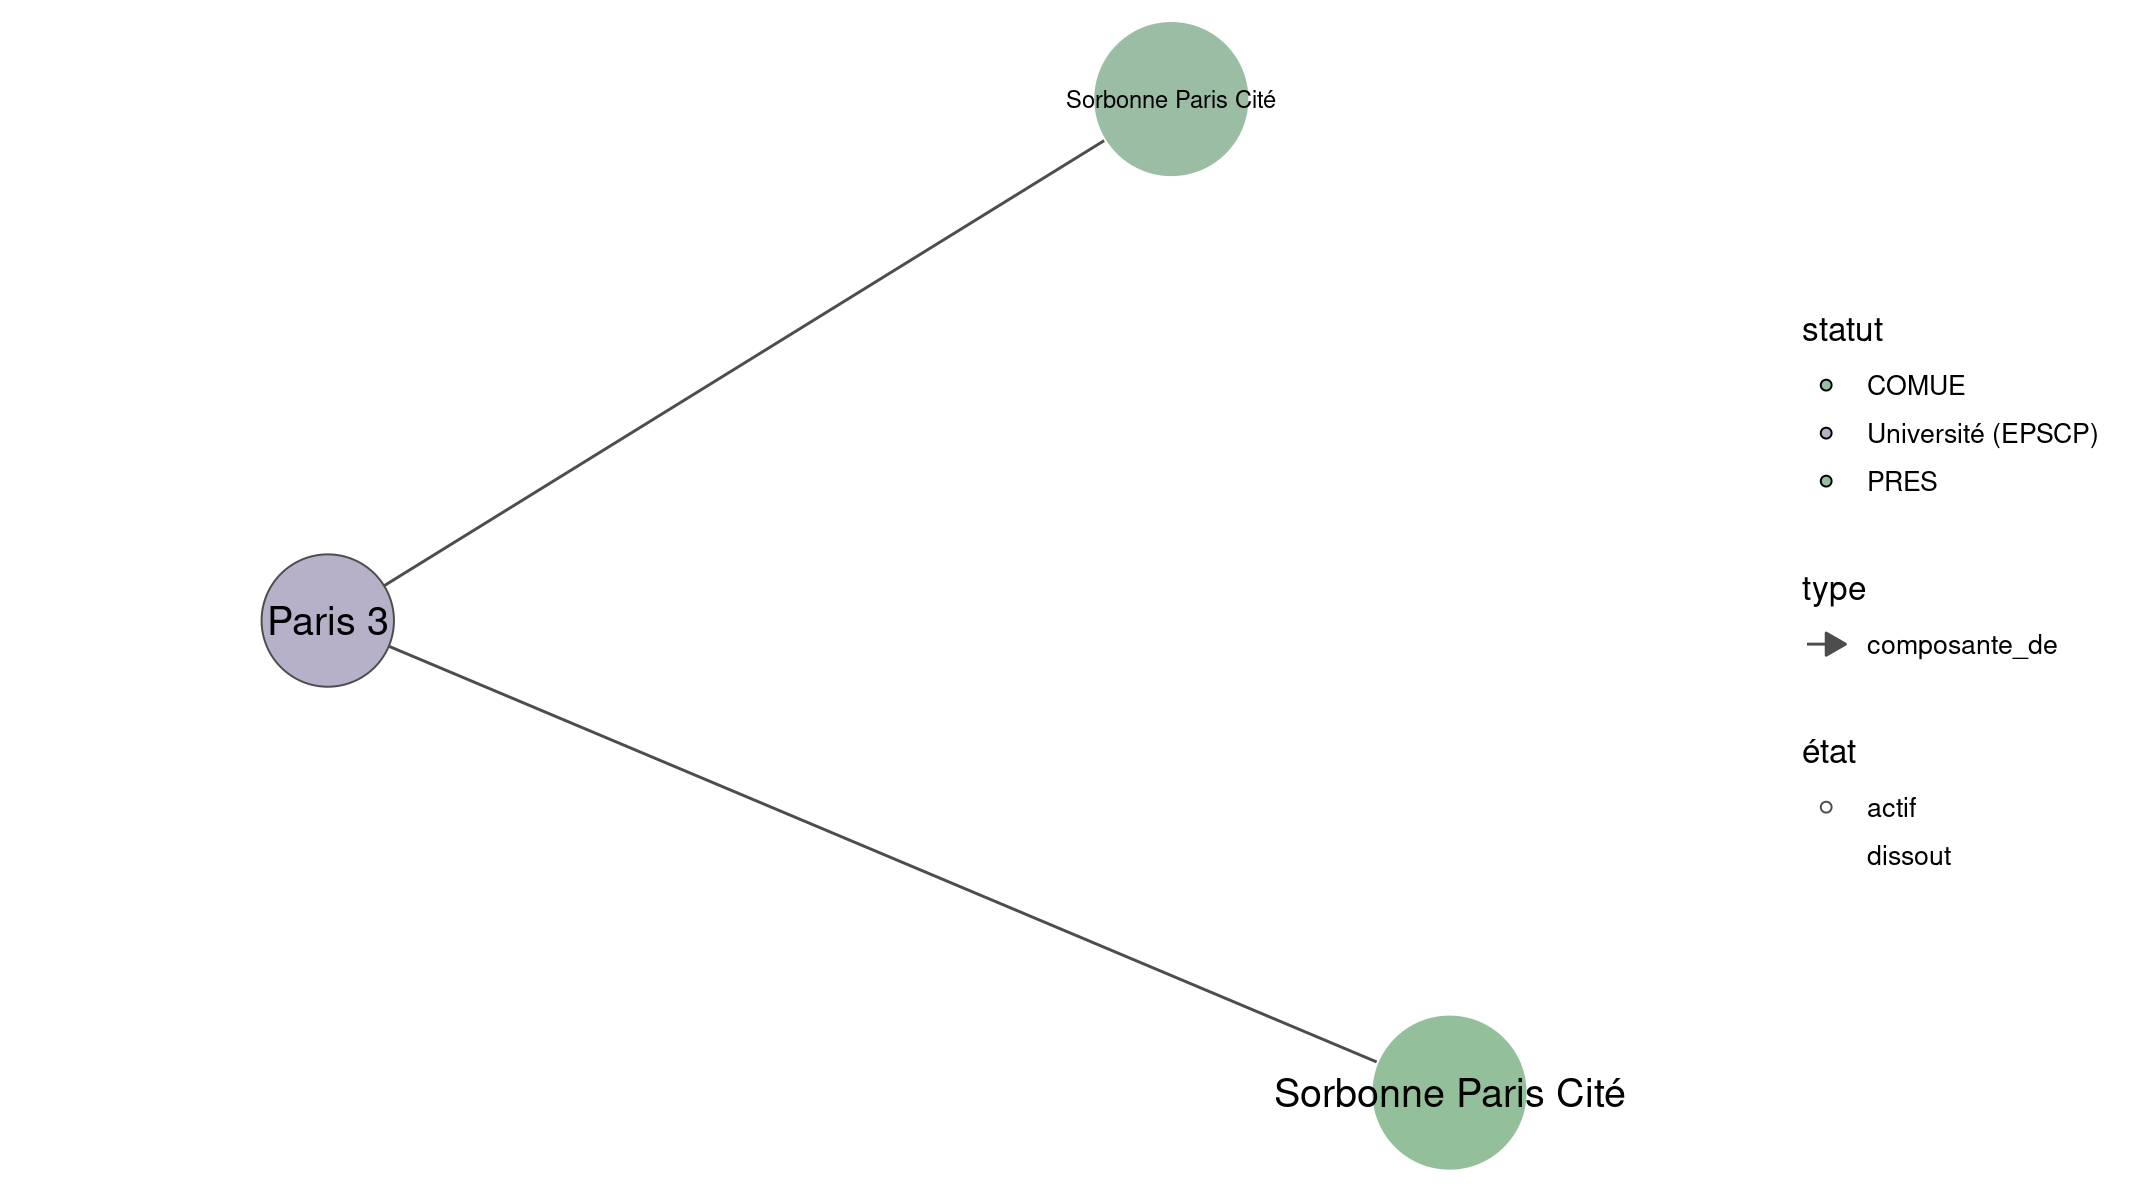 Sorbonne Paris Cité
Paris 3
Sorbonne Paris Cité
statut
COMUE
Université (EPSCP)
PRES
type
composante_de
état
actif
dissout